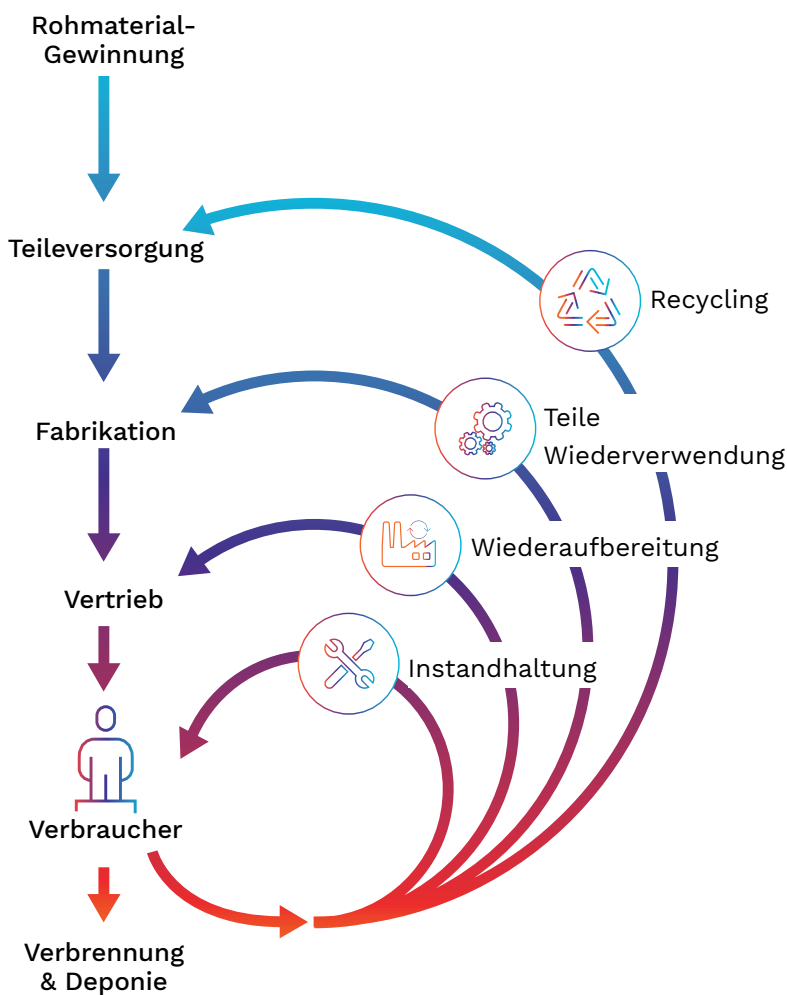 Rohmaterial-
Gewinnung
Teileversorgung
Recycling
Teile
Wiederverwendung
Fabrikation
Wiederaufbereitung
Vertrieb
Instandhaltung
Verbraucher
Verbrennung
& Deponie